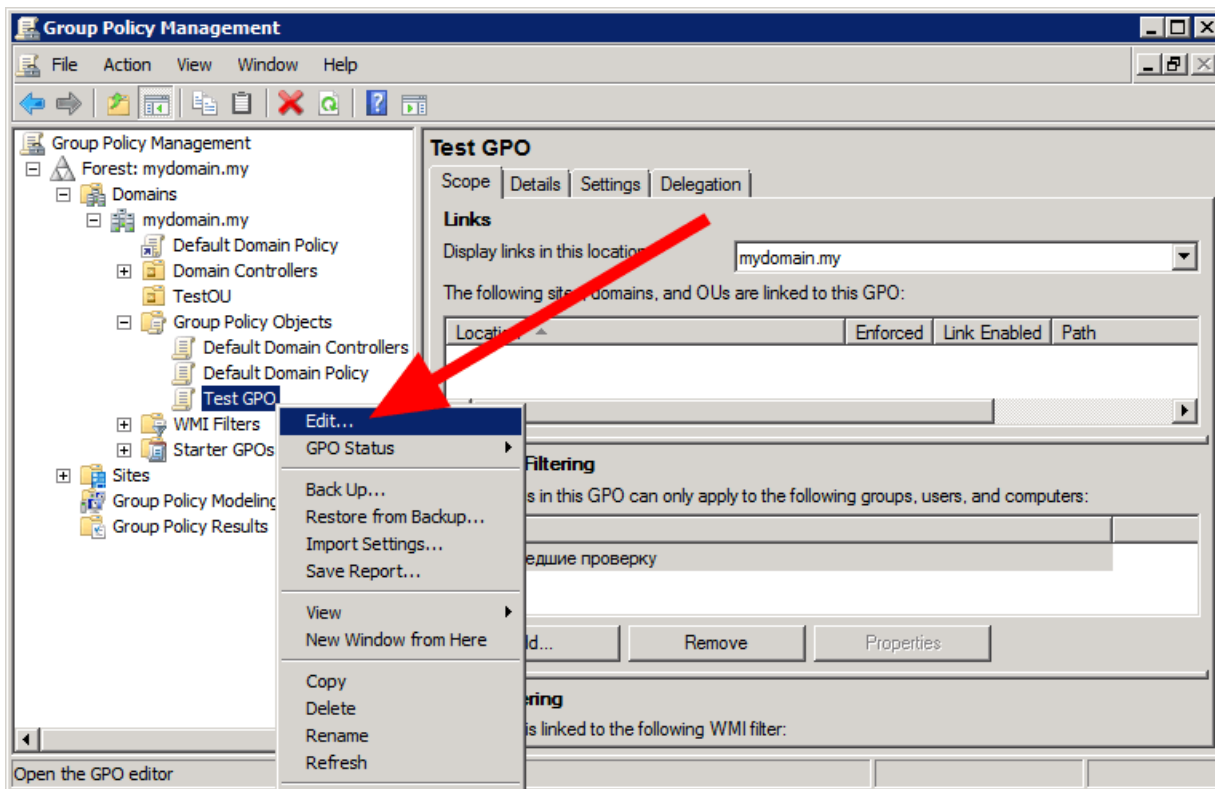 Group Policy Management
File Action View Window Help
Group Policy Management
Forest: mydomain.my
Domains
mydomain.my
Default Domain Policy
Domain Controllers
TestOU
Group Policy Objects
Default Domain Controllers
Default Domain Policy
Test GPO
WMI Filters
Starter GPOs
Sites
Group Policy Modeling
Group Policy Results
Test GPO
Scope Details Settings Delegation
Links
Display links in this location
mydomain.my
The following domains, and OUs are linked to this GPO:
Location Enforced Link Enabled Path
Filtering
s in this GPO can only apply to the following groups, users, and computers:
едшие проверку
ld... Remove Properties
ering
is linked to the following WMI filter:
Edit...
GPO Status
Back Up...
Restore from Backup...
Import Settings...
Save Report...
View
New Window from Here
Copy
Delete
Rename
Refresh
Open the GPO editor